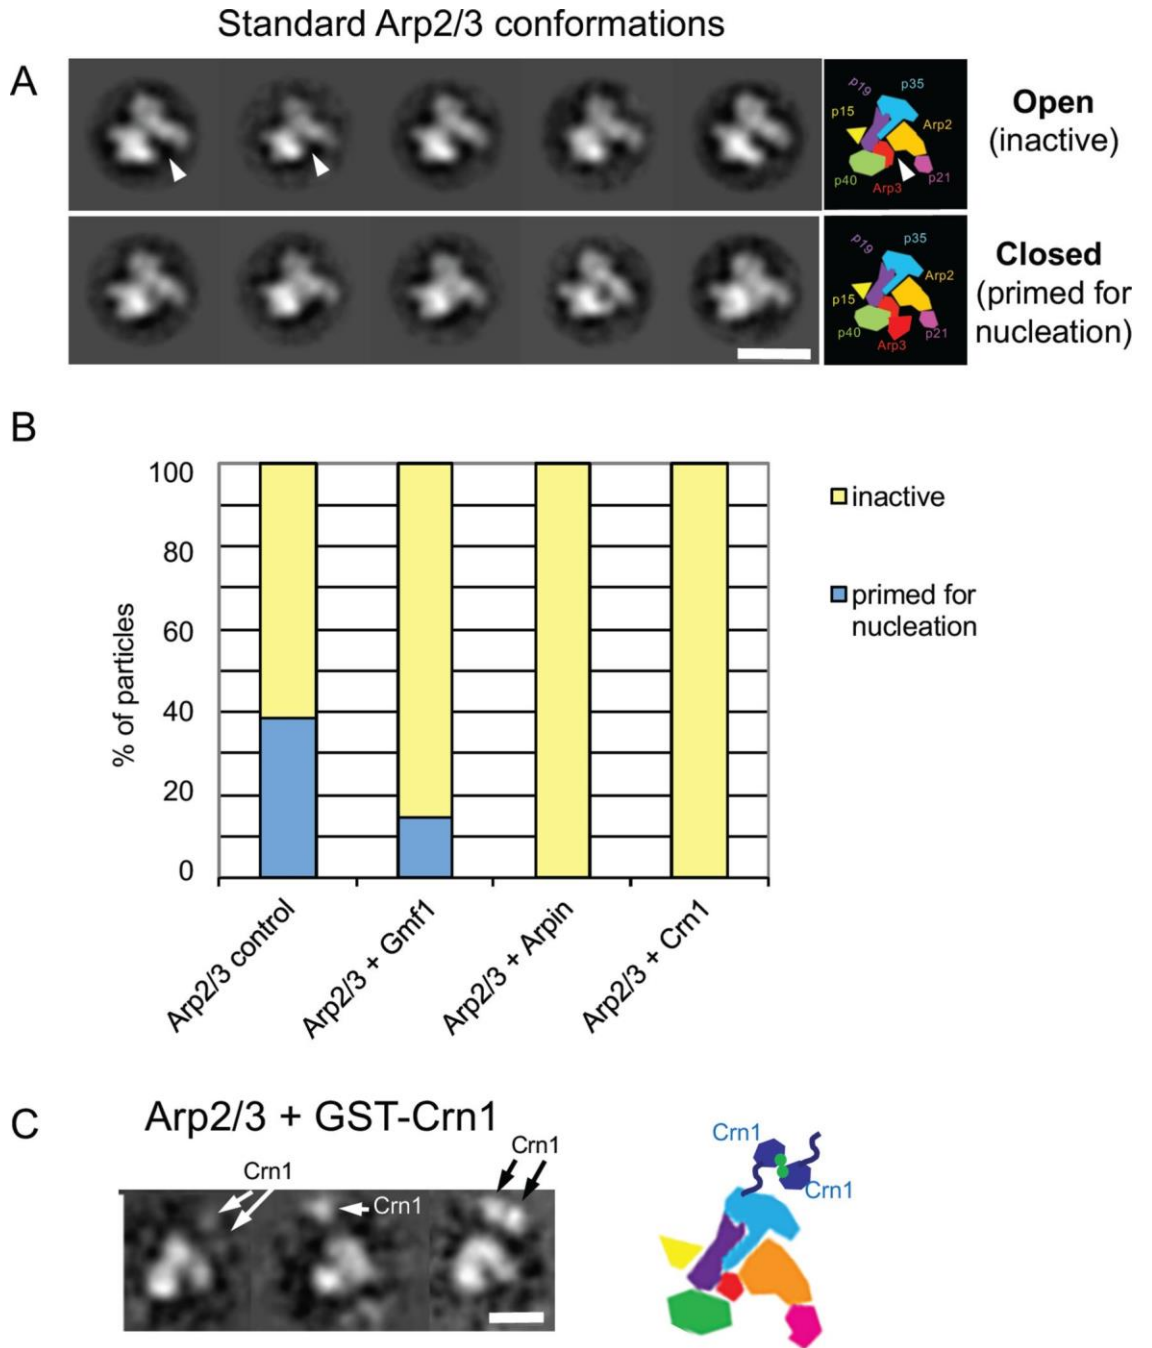 Standard Arp2/3 conformations
A
p19
p35
p15
Arp2
p40
p21
Arp3
Open
(inactive)
p19
p35
Arp2
p15
p40
p21
Arp3
Closed
(primed for
nucleation)
B
100
80
60
40
20
0
% of particles
inactive
primed for
nucleation
Arp2/3 control
Arp2/3 + Gmf1
Arp2/3 + Arpin
Arp2/3 + Crn1
C
Arp2/3 + GST-Crn1
Crn1
Crn1
Crn1
Crn1
Crn1